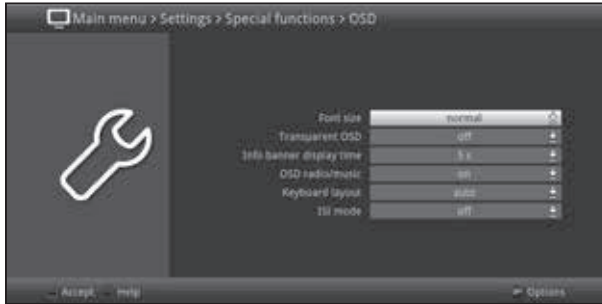 Main menu > Settings > Special functions > OSD
Font size normal
Transparent OSD off
Info banner display time 5 s
OSD radio/music on
Keyboard layout auto
ISI mode off
Accept Help Options